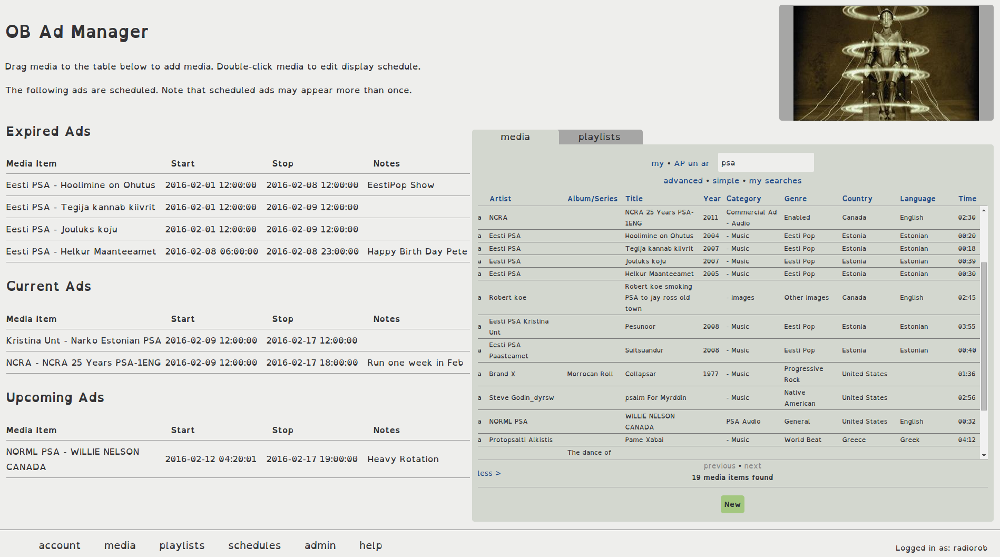 OB Ad Manager
Drag media to the table below to add media. Double-click media to edit display schedule.
The following ads are scheduled. Note that scheduled ads may appear more than once.
Expired Ads
Media Item Start Stop Notes
Eesti PSA - Hoolimine on Ohutus 2016-02-01 12:00:00 2016-02-08 12:00:00 EestiPop Show
Eesti PSA - Tegija kannab kiivrit 2016-02-01 12:00:00 2016-02-09 12:00:00
Eesti PSA - Jouluks koju 2016-02-01 12:00:00 2016-02-09 12:00:00
Eesti PSA - Helkur Maanteeamet 2016-02-08 06:00:00 2016-02-08 23:00:00 Happy Birth Day Pete
Current Ads
Media Item Start Stop Notes
Kristina Unt - Narko Estonian PSA 2016-02-09 12:00:00 2016-02-17 12:00:00
NCRA - NCRA 25 Years PSA-1ENG 2016-02-09 12:00:00 2016-02-17 18:00:00 Run one week in Feb
Upcoming Ads
Media Item Start Stop Notes
NORML PSA - WILLIE NELSON
CANADA 2016-02-12 04:20:01 2016-02-17 19:00:00 Heavy Rotation
media playlists
my • AP un ar psa
advanced • simple • my searches
Artist Album/Series Title Year Category Genre Country Language Time
a NCRA NCRA 25 Years PSA-1ENG 2011 Commercial Ad - Audio Enabled Canada English 02:36
a Eesti PSA Hoolimine on Ohutus 2004 - Music Eesti Pop Estonia Estonian 00:20
a Eesti PSA Tegija kannab kiivrit 2007 - Music Eesti Pop Estonia Estonian 00:18
a Eesti PSA Jouluks koju 2007 - Music Eesti Pop Estonia Estonian 00:39
a Eesti PSA Helkur Maanteeamet 2005 - Music Eesti Pop Estonia Estonian 00:30
a Robert koe Robert koe smoking PSA to jay ross old town images Other images Canada English 02:45
a Eesti PSA Kristina Unt Pesunoor 2008 - Music Eesti Pop Estonia Estonian 03:55
a Eesti PSA Paastcamet Suitsuandur 2008 - Music Eesti Pop Estonia Estonian 00:40
a Brand X Morrocan Roll Collapsar 1977 - Music Progressive Rock United States 01:36
a Steve Godin_dyrsw psalm For Myrddin - Music Native American United States 02:56
a NORML PSA WILLIE NELSON CANADA PSA Audio General United States English 00:32
a Protopsalti Alkistis Pame Xabai - Music World Beat Greece Greek 04:12
The dance of
less >
previous • next
19 media items found
New
account media playlists schedules admin help
Logged in as: radiorob